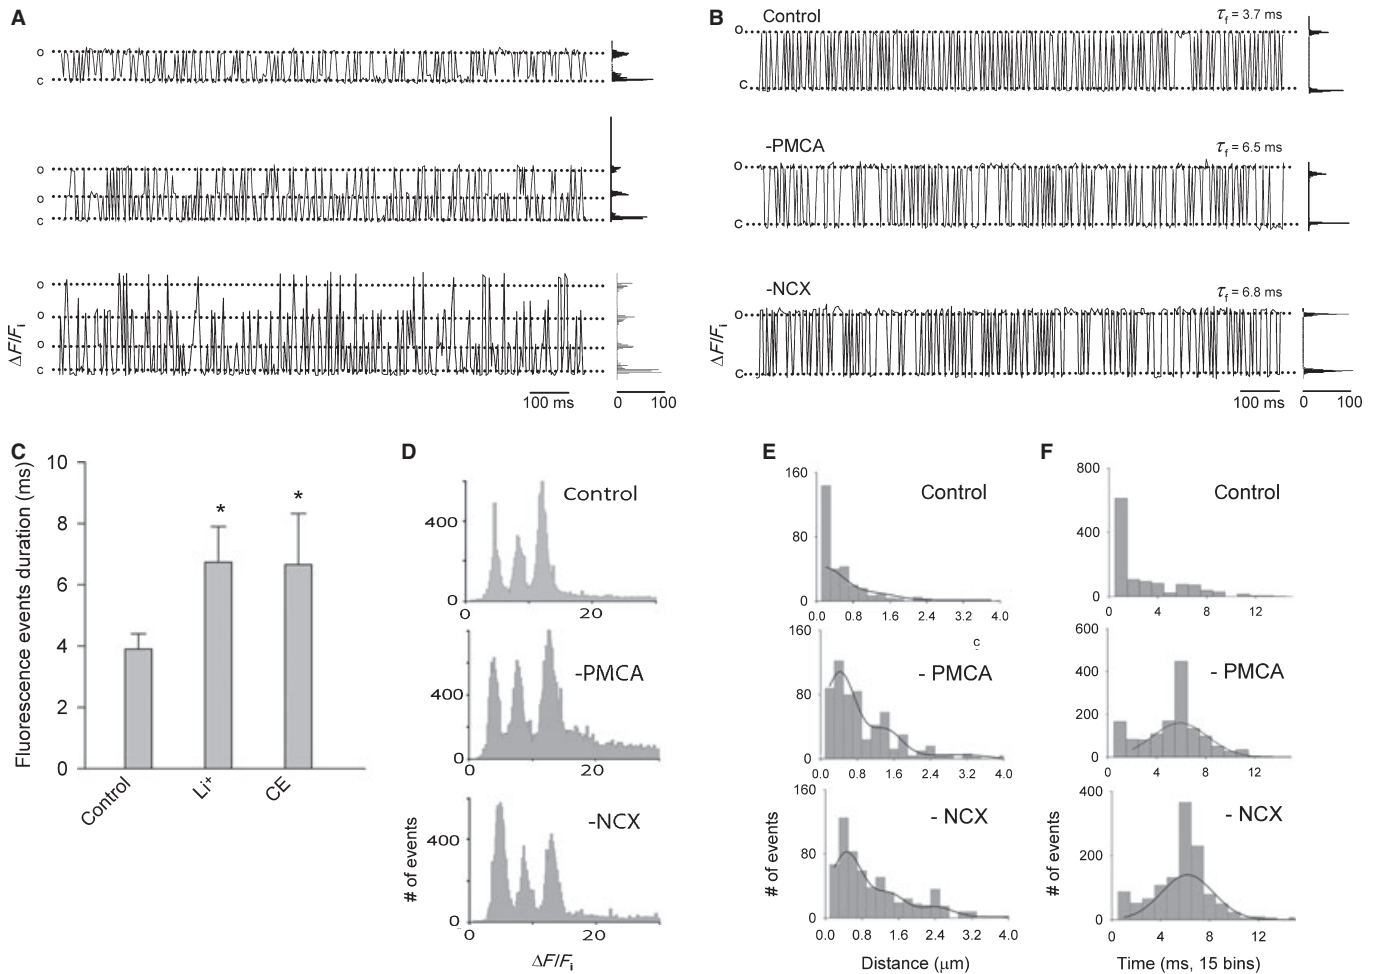 A
o
c
o
o
c
o
o
o
c
ΔF/Fi
100 ms
0 100
B
Control
τf = 3.7 ms
o
c
-PMCA
τf = 6.5 ms
o
c
-NCX
τf = 6.8 ms
o
c
ΔF/Fi
100 ms
0 100
C
Fluorescence events duration (ms)
10
8
6
4
2
0
* *
Control Li+ CE
D
Control
400
0
0 20
-PMCA
400
0
0 20
-NCX
400
0
0 20
# of events
ΔF/Fi
E
160
Control
80
0
0.0 0.8 1.6 2.4 3.2 4.0
160
c
- PMCA
80
0
0.0 0.8 1.6 2.4 3.2 4.0
160
- NCX
80
0
0.0 0.8 1.6 2.4 3.2 4.0
# of events
Distance (μm)
F
800
Control
400
0
0 4 8 12
600
- PMCA
400
200
0
0 4 8 12
400
- NCX
200
0
0 4 8 12
# of events
Time (ms, 15 bins)